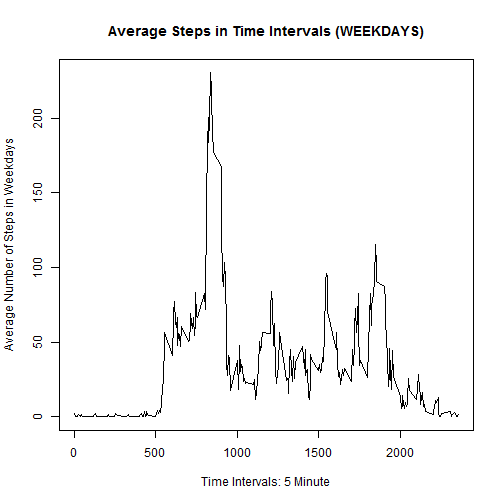 Average Steps in Time Intervals (WEEKDAYS)
Average Number of Steps in Weekdays
200
150
100
50
0
0 500 1000 1500 2000
Time Intervals: 5 Minute